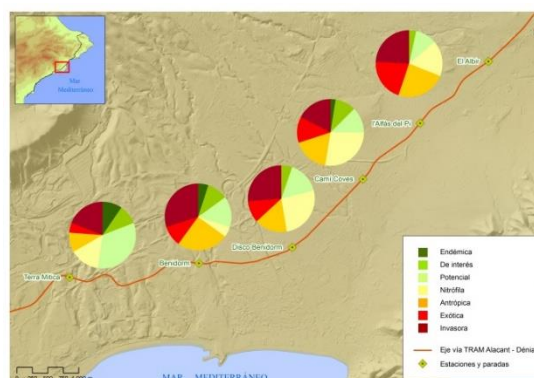 Mar
Mediterráneo
El Albir
l'Alfàs del Pi
Camí Coves
Disco Benidorm
Benidorm
Terra Mítica
MAR MEDITERRÁNEO
Endémica
De interés
Potencial
Nitrófila
Antrópica
Exótica
Invasora
Eje vía TRAM Alacant - Dénia
Estaciones y paradas